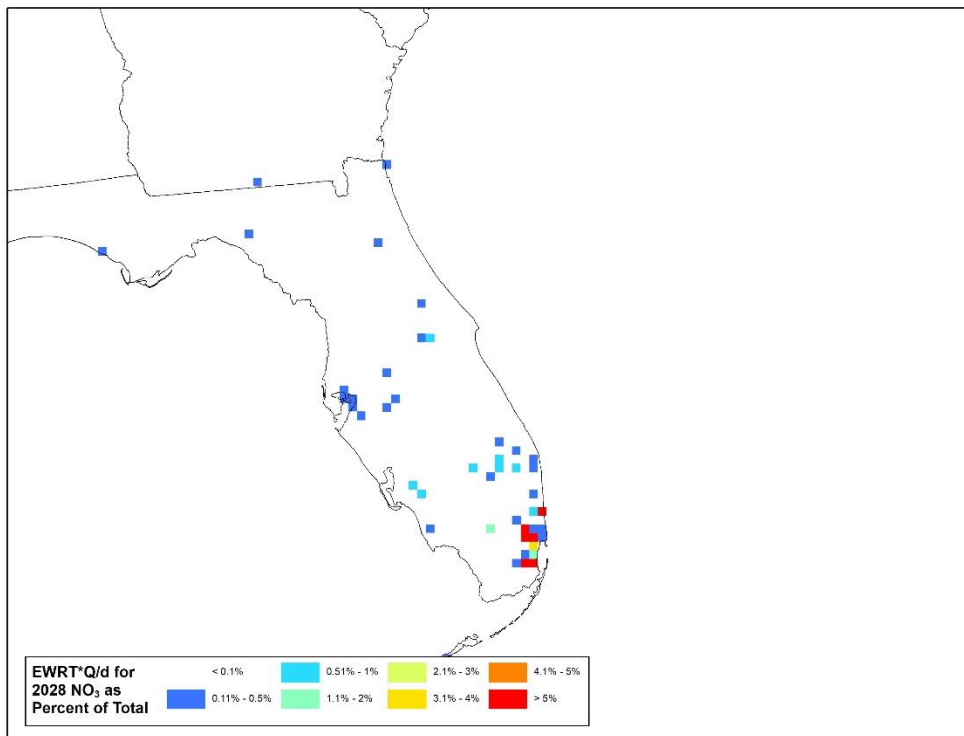 EWRT*Q/d for
2028 NO₃ as
Percent of Total
< 0.1%
0.51% - 1%
2.1% - 3%
4.1% - 5%
0.11% - 0.5%
1.1% - 2%
3.1% - 4%
> 5%